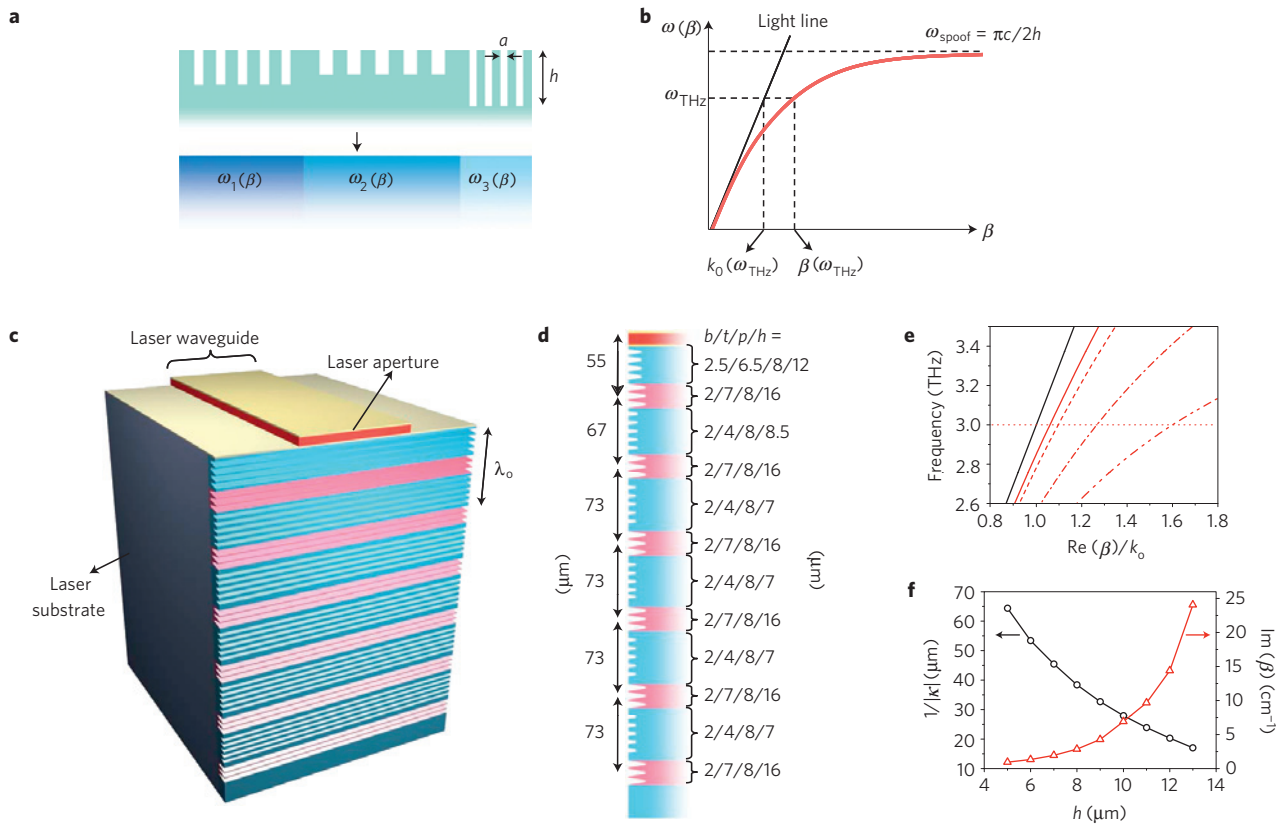 a
a
h
ω1(β)
ω2(β)
ω3(β)
b
ω(β)
Light line
ωspoof = πc/2h
ωTHz
β
k0(ωTHz)
β(ωTHz)
c
Laser waveguide
Laser aperture
λo
Laser
substrate
d
b/t/p/h =
55
2.5/6.5/8/12
2/7/8/16
67
2/4/8/8.5
2/7/8/16
73
2/4/8/7
2/7/8/16
(μm)
73
2/4/8/7
(μm)
2/7/8/16
73
2/4/8/7
2/7/8/16
73
2/4/8/7
2/7/8/16
e
Frequency (THz)
3.4
3.2
3.0
2.8
2.6
0.8 1.0 1.2 1.4 1.6 1.8
Re (β)/ko
f
1/|κ| (μm)
70
60
50
40
30
20
10
25
20
15
10
5
0
Im (β) (cm⁻¹)
4 6 8 10 12 14
h (μm)